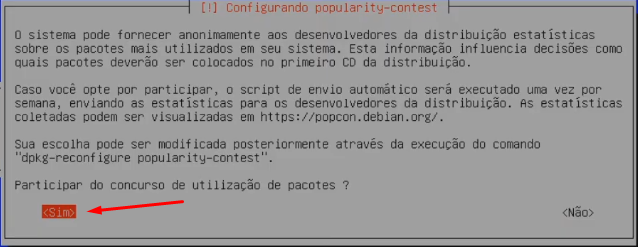 [!] Configurando popularity-contest
O sistema pode fornecer anonimamente aos desenvolvedores da distribuição estatísticas
sobre os pacotes mais utilizados em seu sistema. Esta informação influencia decisões como
quais pacotes deverão ser colocados no primeiro CD da distribuição.
Caso você opte por participar, o script de envio automático será executado uma vez por
semana, enviando as estatísticas para os desenvolvedores da distribuição. As estatísticas
coletadas podem ser visualizadas em https://popcon.debian.org/.
Sua escolha pode ser modificada posteriormente através da execução do comando
"dpkg-reconfigure popularity-contest".
Participar do concurso de utilização de pacotes ?
<Sim> <Não>